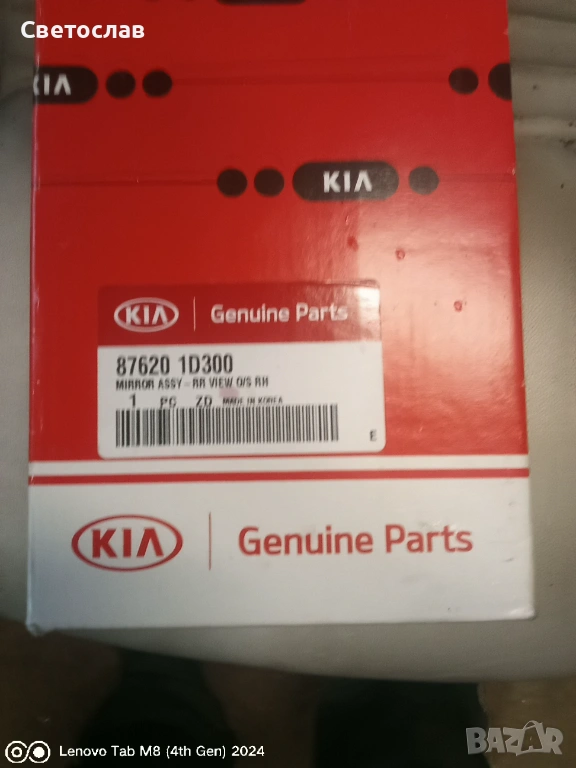 Светослав
KIA
KIA
KIA Genuine Parts
87620 1D300
MIRROR ASSY - RR VIEW O/S RH
1 PC ZD MADE IN KOREA
E
KIA Genuine Parts
Lenovo Tab M8 (4th Gen) 2024
BAZAR